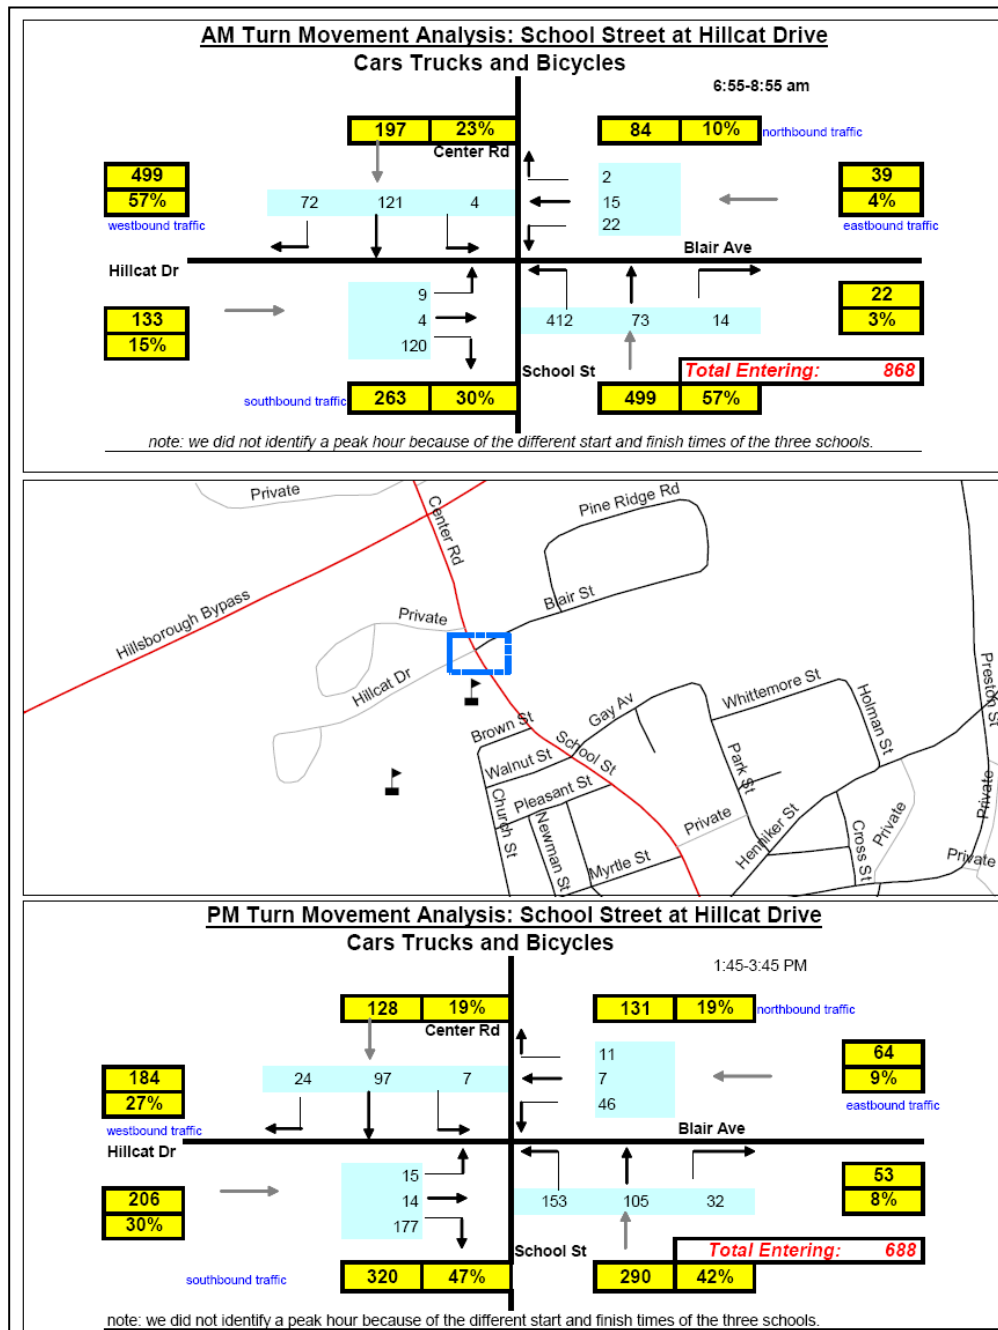 AM Turn Movement Analysis: School Street at Hillcat Drive
Cars Trucks and Bicycles
6:55-8:55 am
197 23% 84 10% northbound traffic
Center Rd
499 39
57% 4%
westbound traffic eastbound traffic
72 121 4
2
15
22
Blair Ave
Hillcat Dr
133 22
15% 3%
9
4
120
412 73 14
School St Total Entering: 868
southbound traffic 263 30% 499 57%
note: we did not identify a peak hour because of the different start and finish times of the three schools.
Private
Center Rd
Pine Ridge Rd
Hillsborough Bypass
Private
Blair St
Hillcat Dr
Brown St
Gay Av
Whittemore St
Holman St
Preston St
School St
Walnut St
Pleasant St
Park St
Church St
Newman St
Myrtle St
Private
Henniker St
Cross St
Private
Private
Private
PM Turn Movement Analysis: School Street at Hillcat Drive
Cars Trucks and Bicycles
1:45-3:45 PM
128 19% 131 19% northbound traffic
Center Rd
184 64
27% 9%
westbound traffic eastbound traffic
24 97 7
11
7
46
Blair Ave
Hillcat Dr
206 53
30% 8%
15
14
177
153 105 32
School St Total Entering: 688
southbound traffic 320 47% 290 42%
note: we did not identify a peak hour because of the different start and finish times of the three schools.